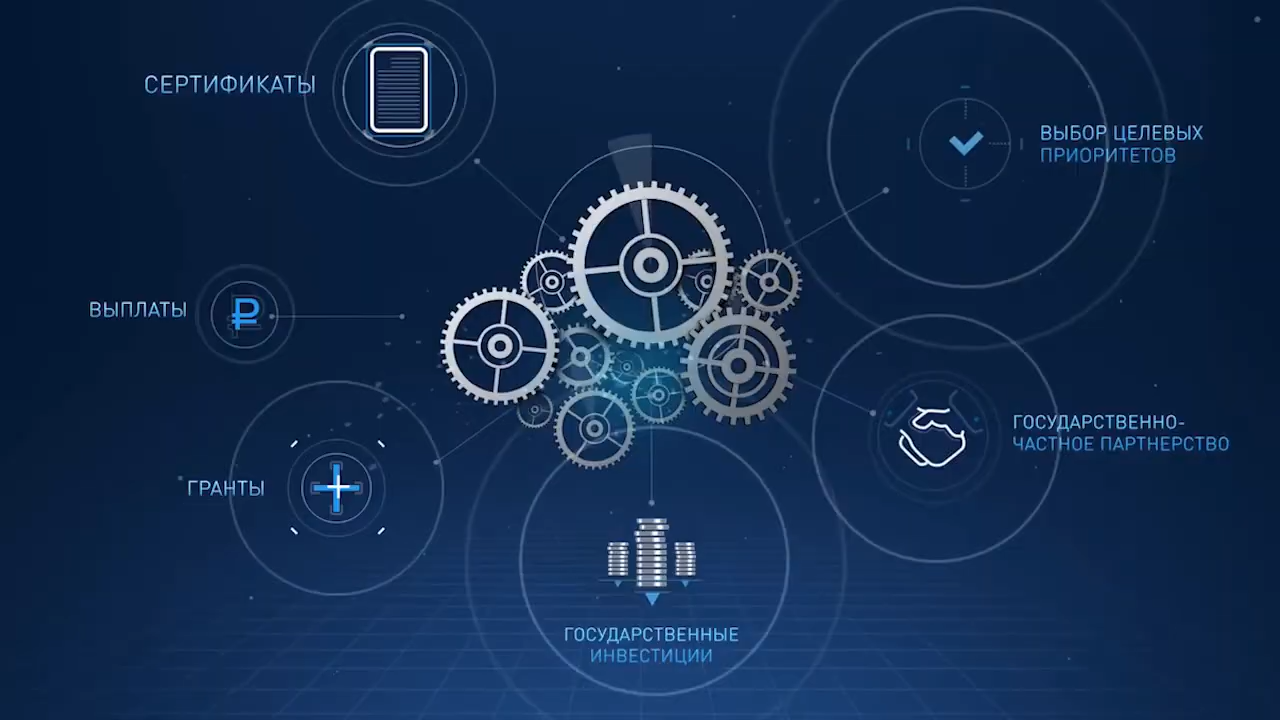 СЕРТИФИКАТЫ
ВЫБОР ЦЕЛЕВЫХ
ПРИОРИТЕТОВ
ВЫПЛАТЫ
ГОСУДАРСТВЕННО-
ЧАСТНОЕ ПАРТНЕРСТВО
ГРАНТЫ
ГОСУДАРСТВЕННЫЕ
ИНВЕСТИЦИИ